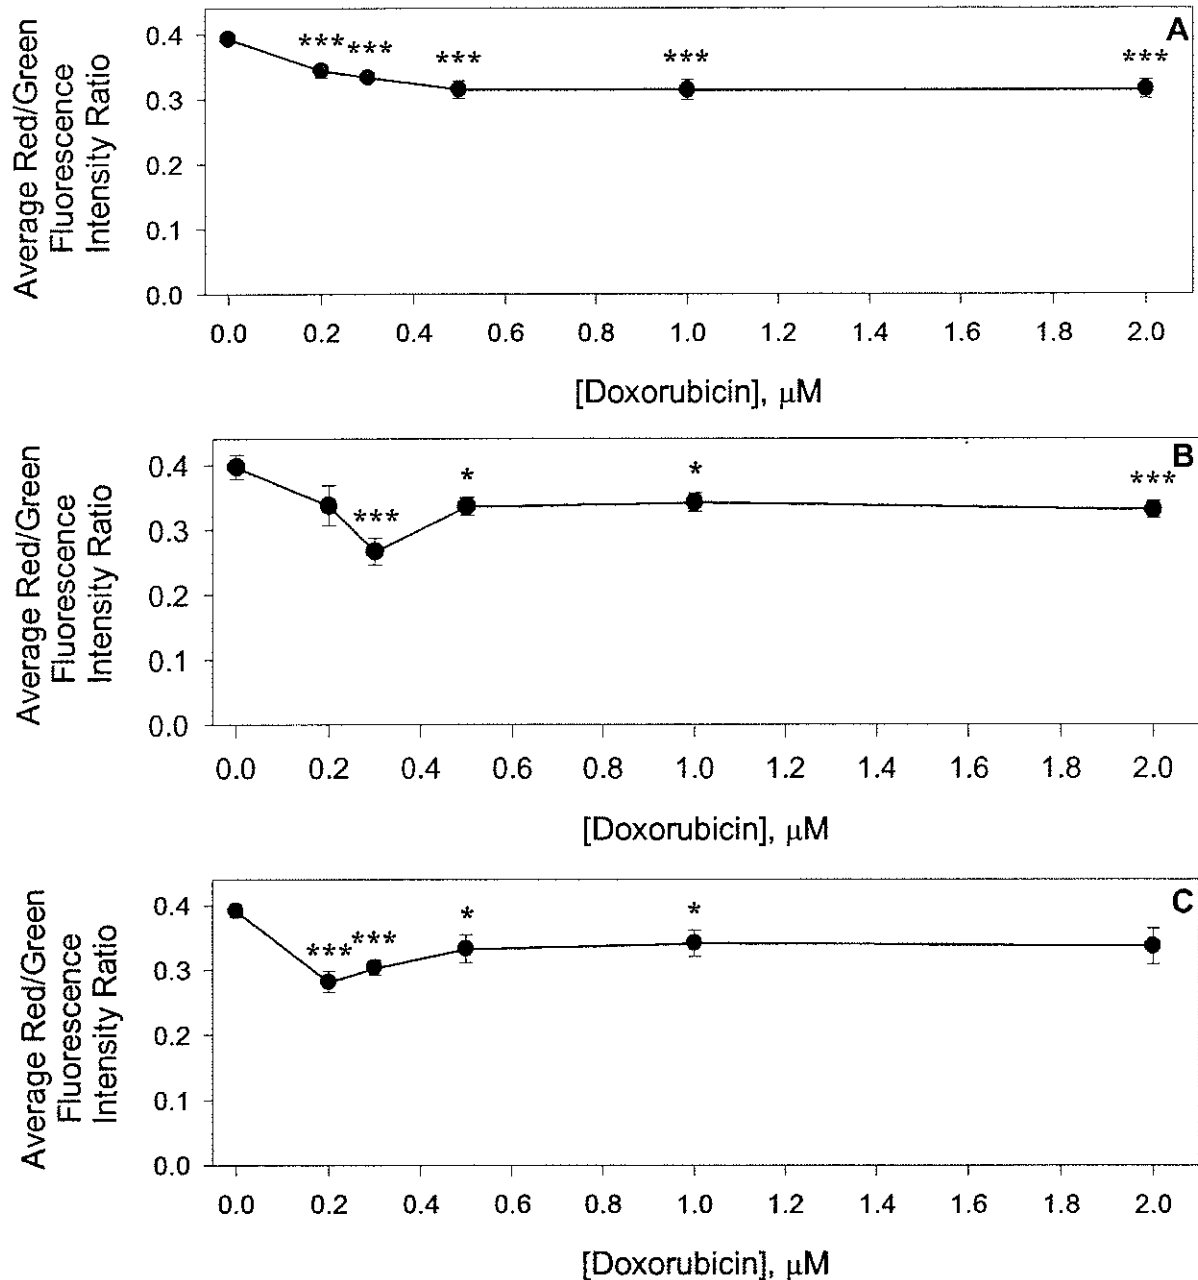 A
Average Red/Green
Fluorescence
Intensity Ratio
0.4
0.3
0.2
0.1
0.0
*** *** *** *** ***
0.0 0.2 0.4 0.6 0.8 1.0 1.2 1.4 1.6 1.8 2.0
[Doxorubicin], μM
B
Average Red/Green
Fluorescence
Intensity Ratio
0.4
0.3
0.2
0.1
0.0
*** * * ***
0.0 0.2 0.4 0.6 0.8 1.0 1.2 1.4 1.6 1.8 2.0
[Doxorubicin], μM
C
Average Red/Green
Fluorescence
Intensity Ratio
0.4
0.3
0.2
0.1
0.0
*** *** * *
0.0 0.2 0.4 0.6 0.8 1.0 1.2 1.4 1.6 1.8 2.0
[Doxorubicin], μM